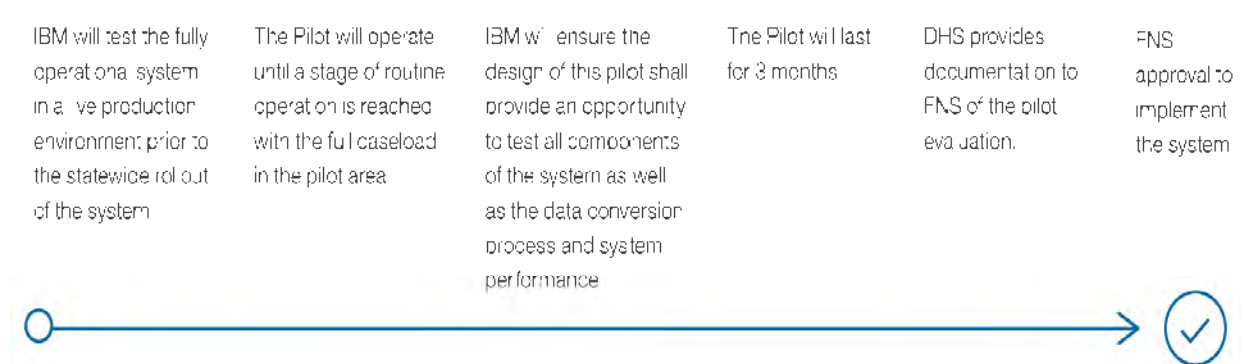 IBM will test the fully
operational system
in a live production
environment prior to
the statewide roll out
of the system
The Pilot will operate
until a stage of routine
operation is reached
with the full caseload
in the pilot area
IBM will ensure the
design of this pilot shall
provide an opportunity
to test all components
of the system as well
as the data conversion
process and system
performance
The Pilot will last
for 3 months
DHS provides
documentation to
FNS of the pilot
evaluation.
FNS
approval to
implement
the system